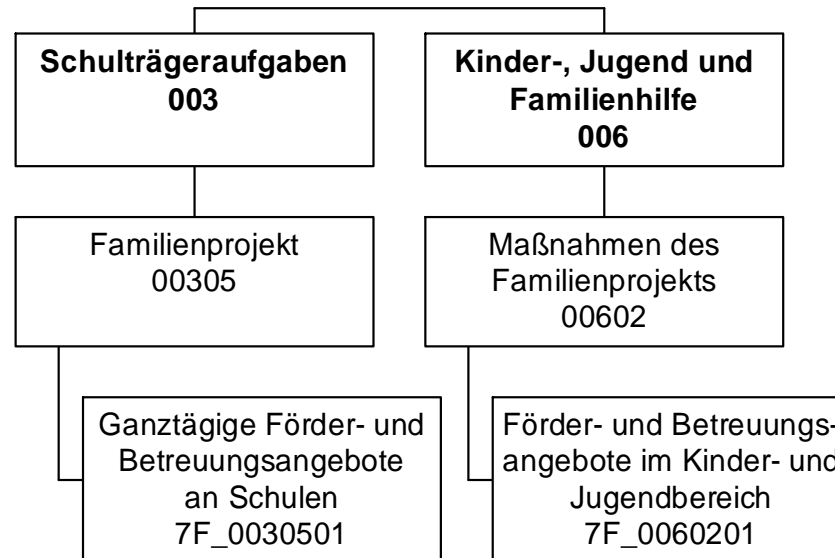 Schulträgeraufgaben
003
Kinder-, Jugend und
Familienhilfe
006
Familienprojekt
00305
Maßnahmen des
Familienprojekts
00602
Ganztägige Förder- und
Betreuungsangebote
an Schulen
7F_0030501
Förder- und Betreuungs-
angebote im Kinder- und
Jugendbereich
7F_0060201